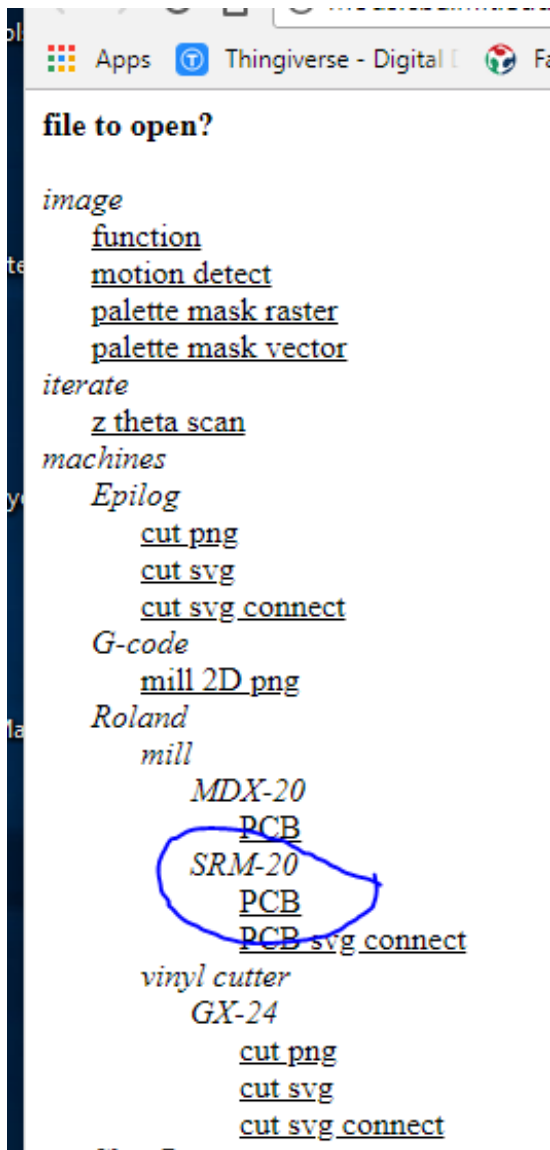 Apps Thingiverse - Digital Fa
file to open?
image
function
motion detect
palette mask raster
palette mask vector
iterate
z theta scan
machines
Epilog
cut png
cut svg
cut svg connect
G-code
mill 2D png
Roland
mill
MDX-20
PCB
SRM-20
PCB
PCB svg connect
vinyl cutter
GX-24
cut png
cut svg
cut svg connect